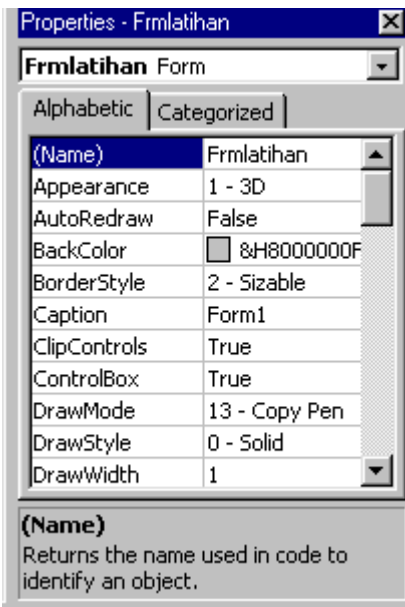 Properties - Frmlatihan
Frmlatihan Form
Alphabetic Categorized
(Name) Frmlatihan
Appearance 1 - 3D
AutoRedraw False
BackColor &H8000000F
BorderStyle 2 - Sizable
Caption Form1
ClipControls True
ControlBox True
DrawMode 13 - Copy Pen
DrawStyle 0 - Solid
DrawWidth 1
(Name)
Returns the name used in code to
identify an object.